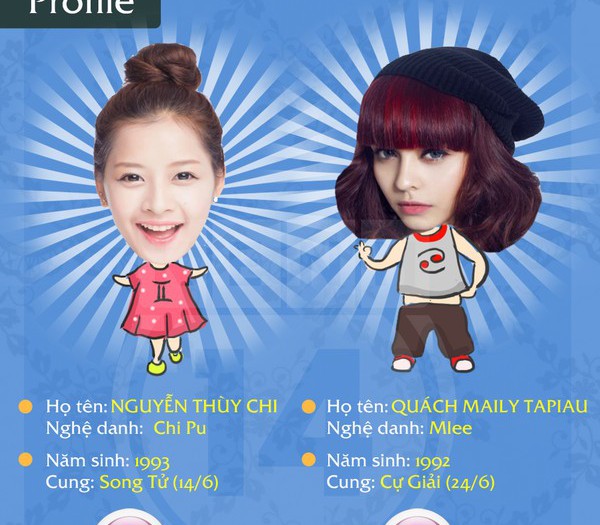 Profile
Họ tên: NGUYỄN THÙY CHI
Nghệ danh: Chi Pu
Năm sinh: 1993
Cung: Song Tử (14/6)
Họ tên: QUÁCH MAILY TAPIAU
Nghệ danh: Mlee
Năm sinh: 1992
Cung: Cự Giải (24/6)
14